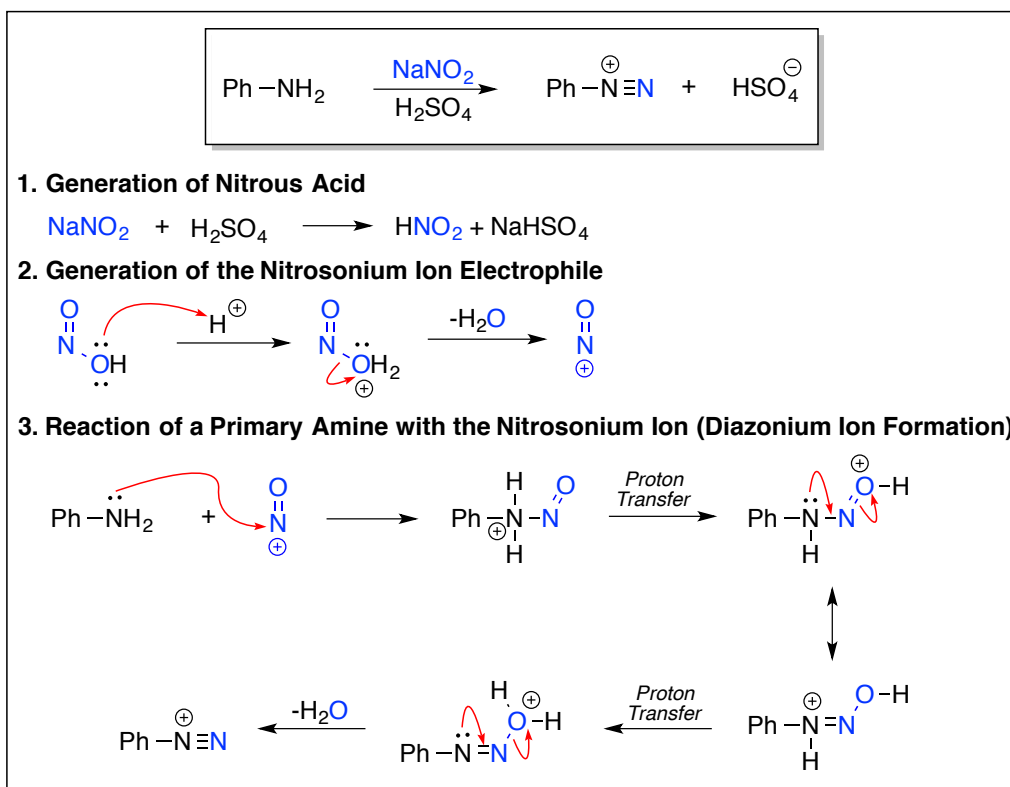 NaNO₂
Ph–NH₂ H₂SO₄ Ph–N≡N + HSO₄
⊕ ⊖
1. Generation of Nitrous Acid
NaNO₂ + H₂SO₄ → HNO₂ + NaHSO₄
2. Generation of the Nitrosonium Ion Electrophile
O H⊕ O -H₂O O
N N N
OH OH₂ ⊕
⊕
3. Reaction of a Primary Amine with the Nitrosonium Ion (Diazonium Ion Formation)
O H O Proton ⊕
Ph–NH₂ + N Ph–N–N Transfer Ph–N–N O–H
⊕ ⊕ H H
H ⊕ Proton O–H
-H₂O O–H Transfer ⊕
Ph–N≡N Ph–N=N Ph–N=N
⊕ H